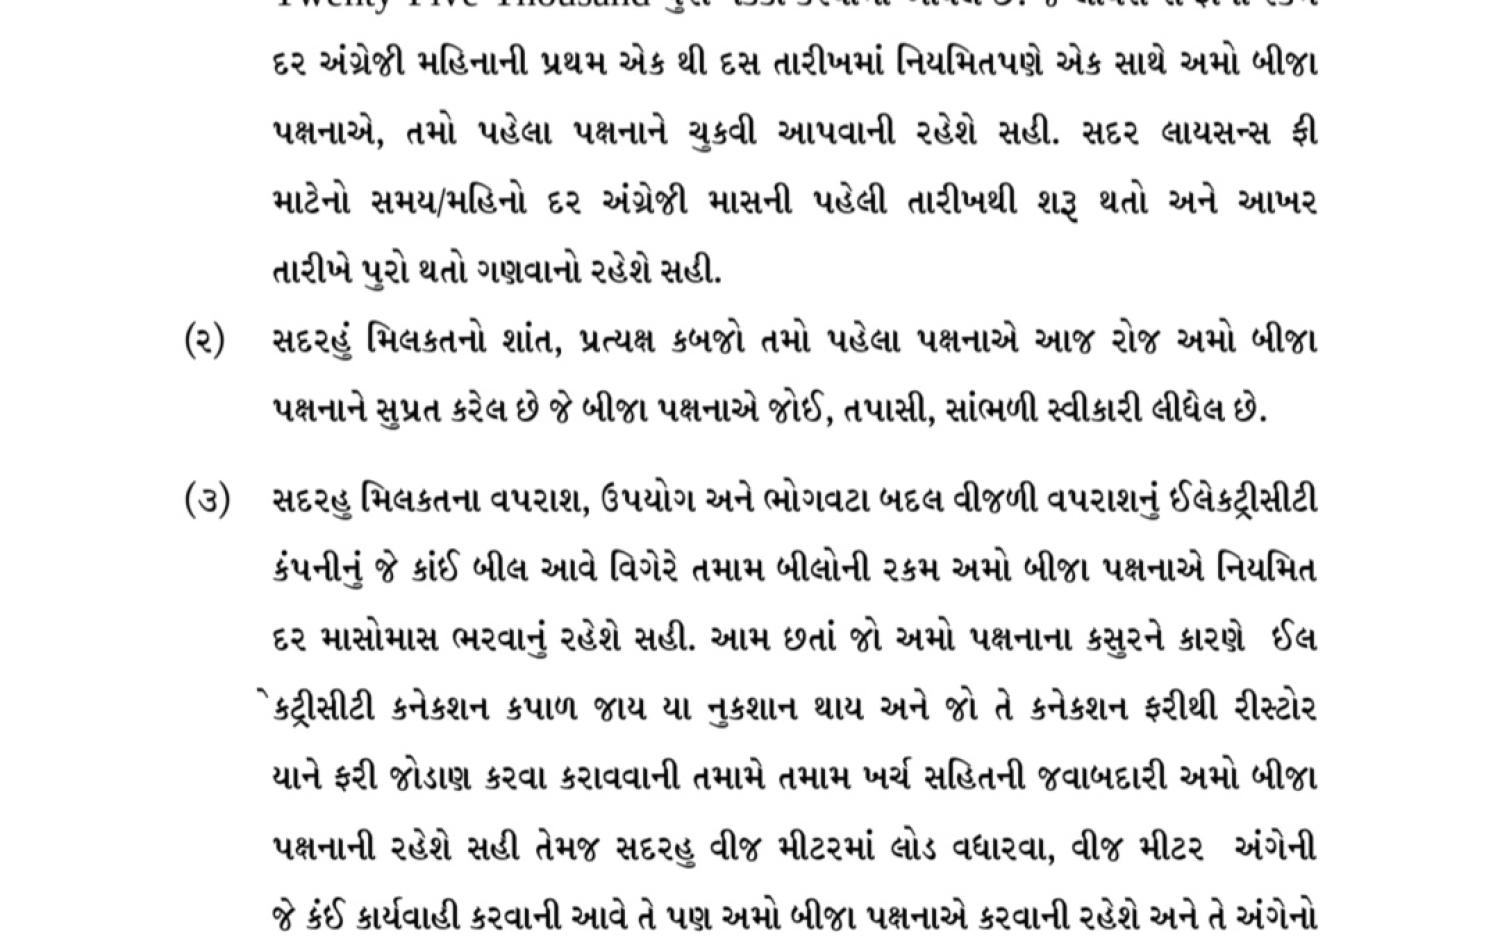 દર અંગ્રેજી મહિનાની પ્રથમ એક થી દસ તારીખમાં નિયમિતપણે એક સાથે અમો બીજા
પક્ષનાએ, તમો પહેલા પક્ષનાને ચુકવી આપવાની રહેશે સહી. સદર લાયસન્સ ફી
માટેનો સમય/મહિનો દર અંગ્રેજી માસની પહેલી તારીખથી શરૂ થતો અને આખર
તારીખે પુરો થતો ગણવાનો રહેશે સહી.
(૨) સદરહું મિલકતનો શાંત, પ્રત્યક્ષ કબજો તમો પહેલા પક્ષનાએ આજ રોજ અમો બીજા
પક્ષનાને સુપ્રત કરેલ છે જે બીજા પક્ષનાએ જોઈ, તપાસી, સાંભળી સ્વીકારી લીધેલ છે.
(૩) સદરહુ મિલકતના વપરાશ, ઉપયોગ અને ભોગવટા બદલ વીજળી વપરાશનું ઈલેકટ્રીસીટી
કંપનીનું જે કાંઈ બીલ આવે વિગેરે તમામ બીલોની રકમ અમો બીજા પક્ષનાએ નિયમિત
દર માસોમાસ ભરવાનું રહેશે સહી. આમ છતાં જો અમો પક્ષનાના કસુરને કારણે ઈલ
ેકટ્રીસીટી કનેકશન કપાળ જાય યા નુકશાન થાય અને જો તે કનેકશન ફરીથી રીસ્ટોર
યાને ફરી જોડાણ કરવા કરાવવાની તમામે તમામ ખર્ચ સહિતની જવાબદારી અમો બીજા
પક્ષનાની રહેશે સહી તેમજ સદરહુ વીજ મીટરમાં લોડ વધારવા, વીજ મીટર અંગેની
જે કંઈ કાર્યવાહી કરવાની આવે તે પણ અમો બીજા પક્ષનાએ કરવાની રહેશે અને તે અંગેનો